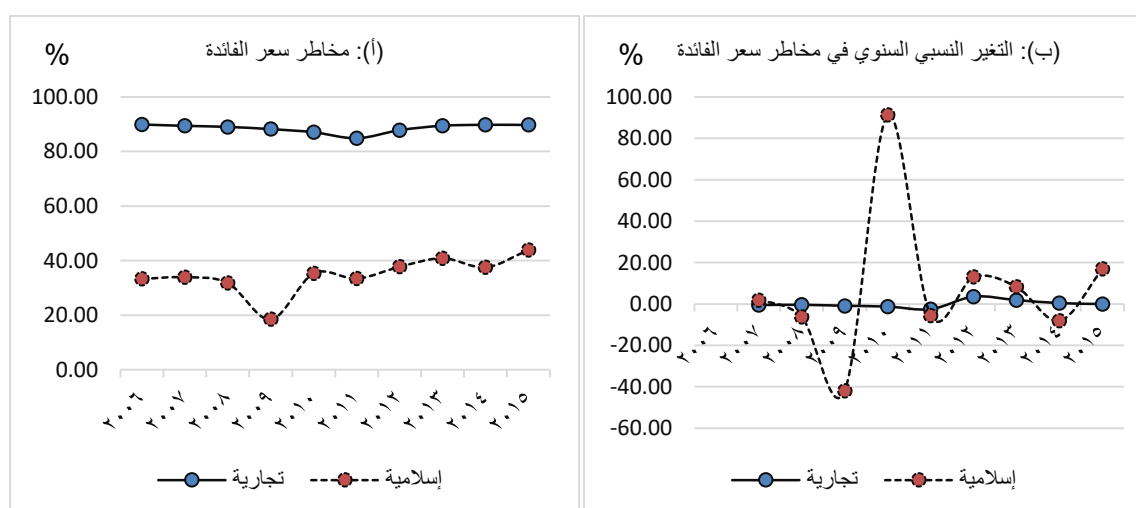 (أ): مخاطر سعر الفائدة
%
100.00
80.00
60.00
40.00
20.00
0.00
٢٠٠٦ ٢٠٠٧ ٢٠٠٨ ٢٠٠٩ ٢٠١٠ ٢٠١١ ٢٠١٢ ٢٠١٣ ٢٠١٤ ٢٠١٥
تجارية إسلامية
(ب): التغير النسبي السنوي في مخاطر سعر الفائدة
%
100.00
80.00
60.00
40.00
20.00
0.00
-20.00
-40.00
-60.00
٢٠٠٦ ٢٠٠٧ ٢٠٠٨ ٢٠٠٩ ٢٠١٠ ٢٠١١ ٢٠١٢ ٢٠١٣ ٢٠١٤ ٢٠١٥
تجارية إسلامية